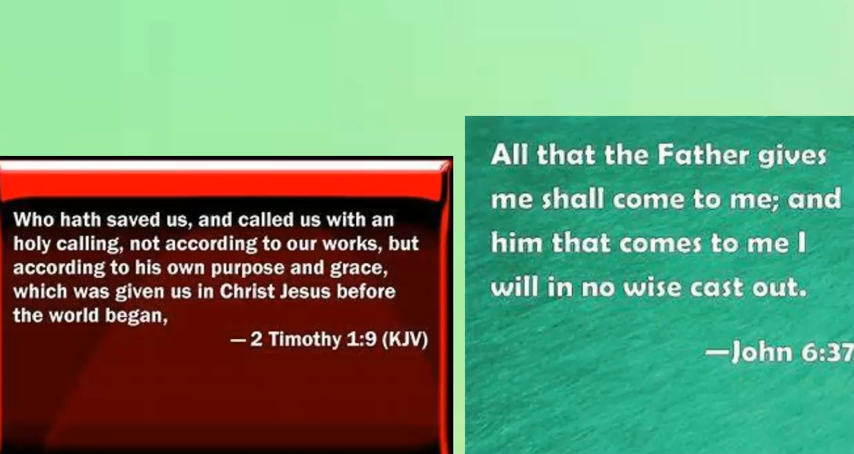 Who hath saved us, and called us with an
holy calling, not according to our works, but
according to his own purpose and grace,
which was given us in Christ Jesus before
the world began,
— 2 Timothy 1:9 (KJV)
All that the Father gives
me shall come to me; and
him that comes to me I
will in no wise cast out.
—John 6:37